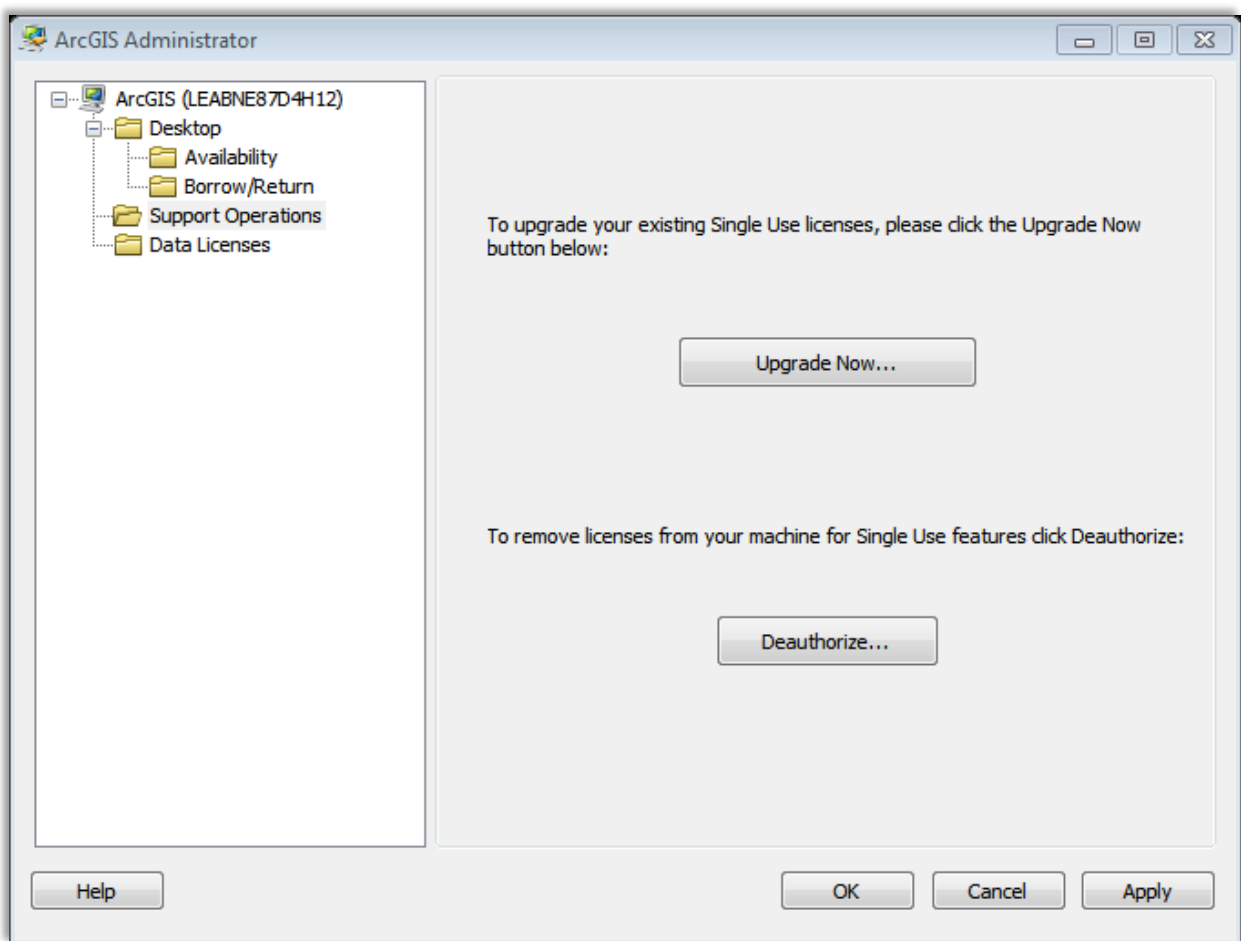 ArcGIS Administrator
ArcGIS (LEABNE87D4H12)
Desktop
Availability
Borrow/Return
Support Operations
Data Licenses
To upgrade your existing Single Use licenses, please click the Upgrade Now
button below:
Upgrade Now...
To remove licenses from your machine for Single Use features click Deauthorize:
Deauthorize...
Help
OK
Cancel
Apply